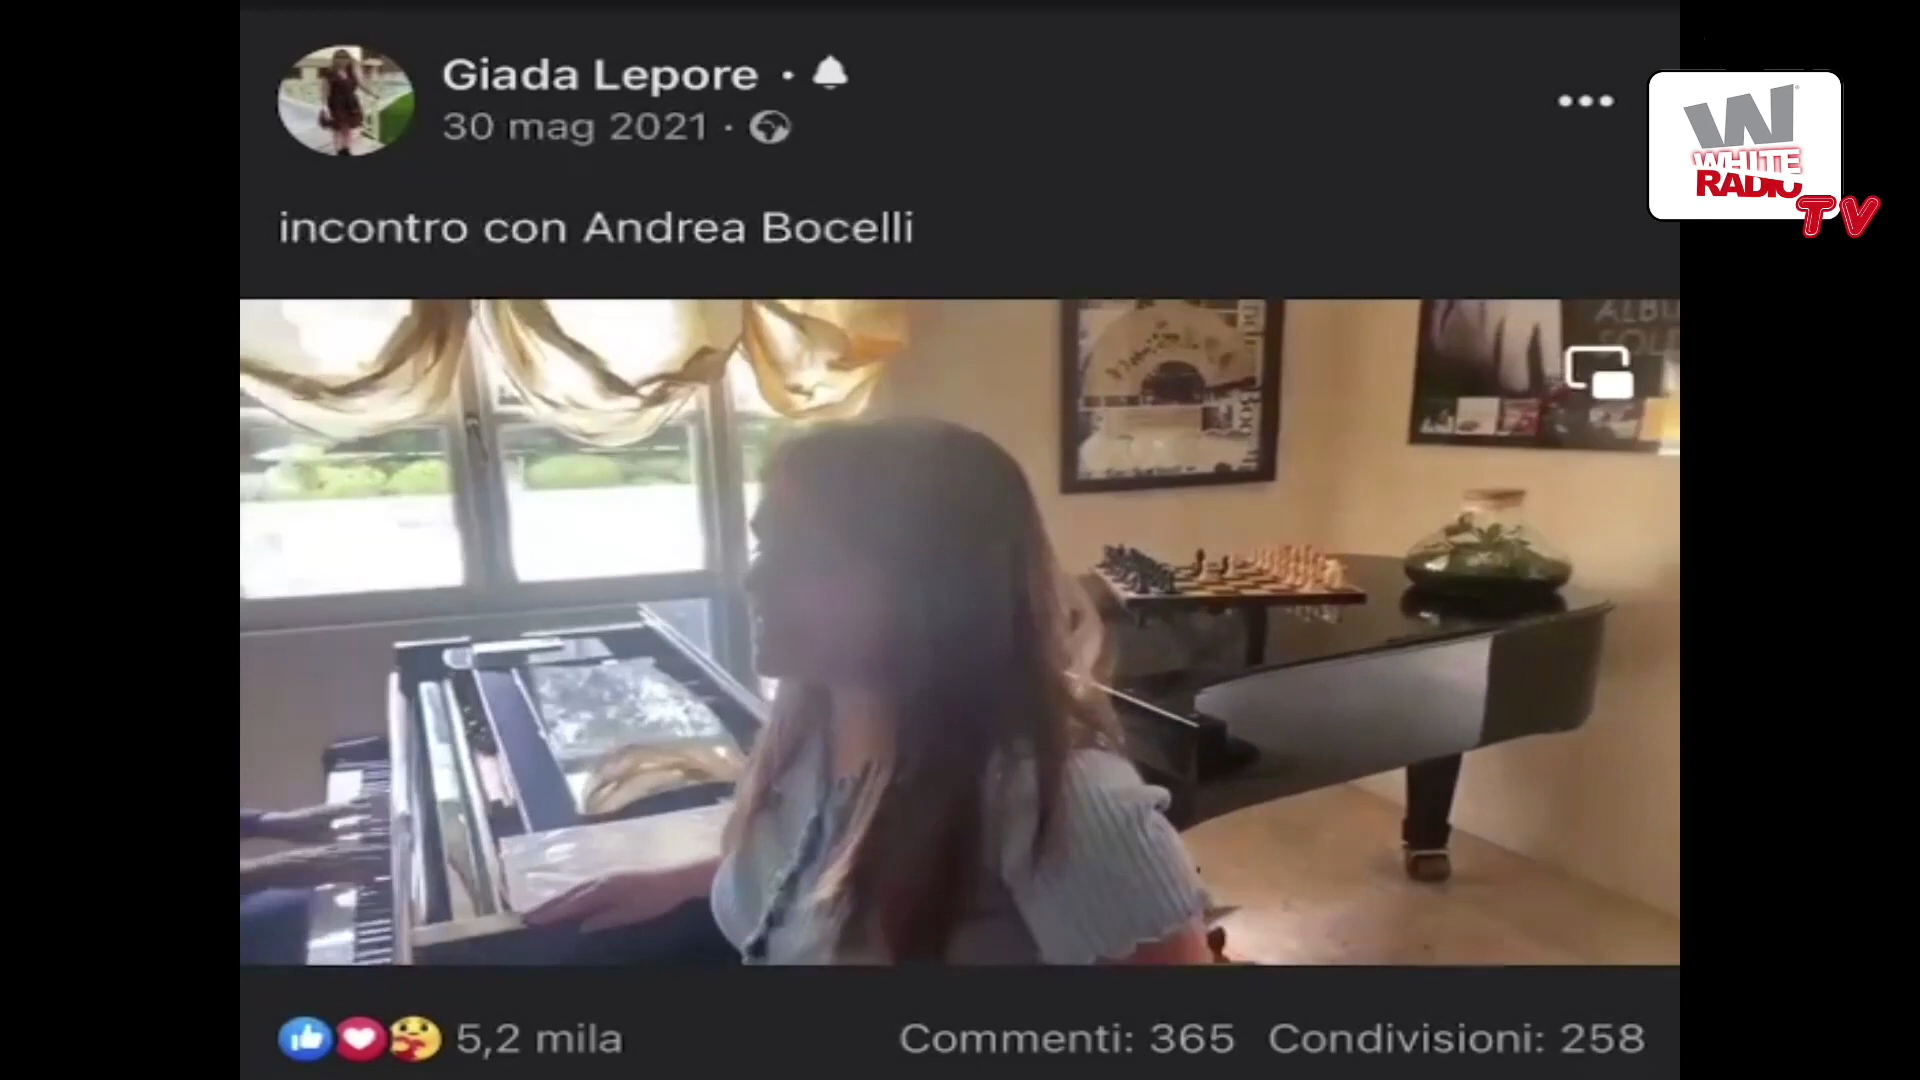 Giada Lepore
30 mag 2021
incontro con Andrea Bocelli
W
WHITE
RADIO
TV
ALBU
5,2 mila
Commenti: 365 Condivisioni: 258